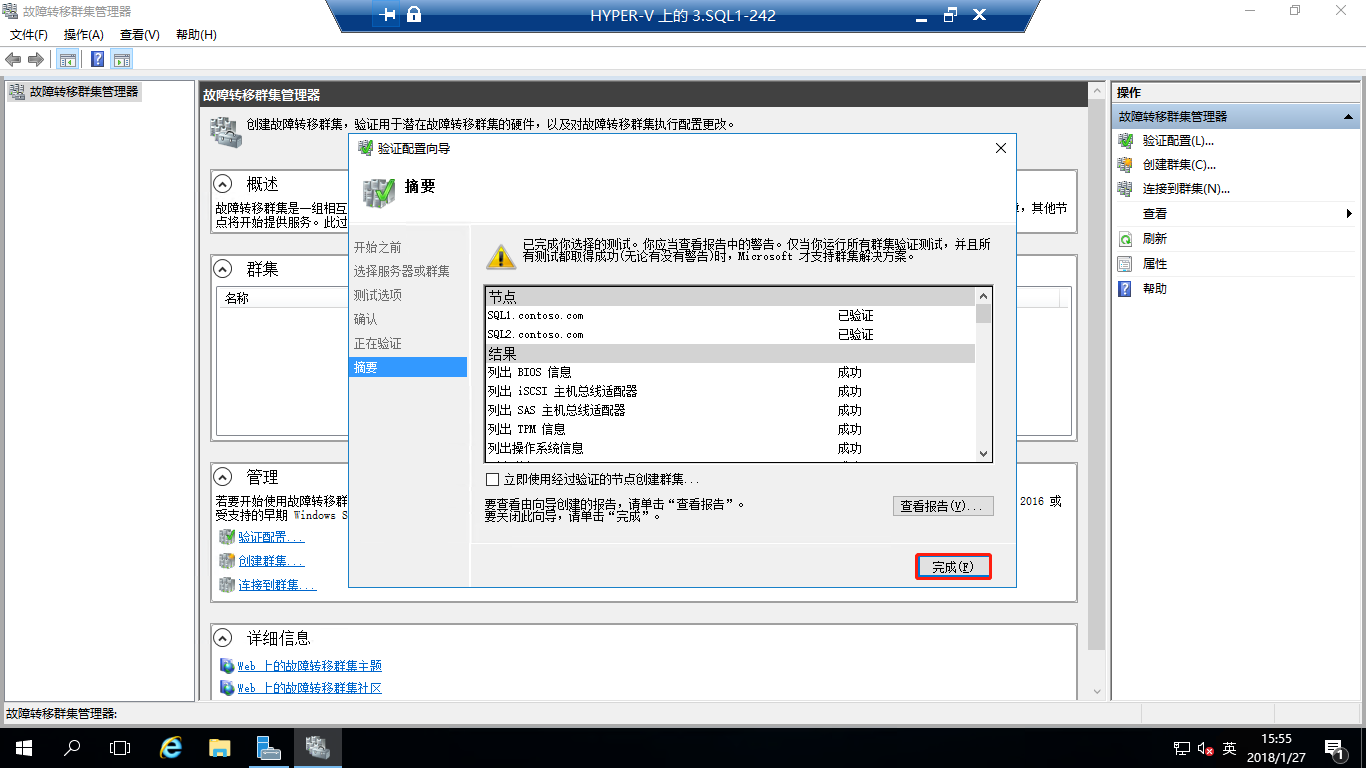 故障转移群集管理器
HYPER-V 上的 3.SQL1-242
文件(F) 操作(A) 查看(V) 帮助(H)
故障转移群集管理器
故障转移群集管理器
创建故障转移群集，验证用于潜在故障转移群集的硬件，以及对故障转移群集执行配置更改。
概述
故障转移群集是一组相互
，其他节
点将开始提供服务。此过
群集
名称
管理
若要开始使用故障转移群
2016 或
受支持的早期 Windows S
验证配置...
创建群集...
连接到群集...
详细信息
Web 上的故障转移群集主题
Web 上的故障转移群集社区
验证配置向导
摘要
开始之前
选择服务器或群集
测试选项
确认
正在验证
摘要
已完成你选择的测试。你应当查看报告中的警告。仅当你运行所有群集验证测试，并且所
有测试都取得成功(无论有没有警告)时，Microsoft 才支持群集解决方案。
节点
SQL1.contoso.com 已验证
SQL2.contoso.com 已验证
结果
列出 BIOS 信息 成功
列出 iSCSI 主机总线适配器 成功
列出 SAS 主机总线适配器 成功
列出 TPM 信息 成功
列出操作系统信息 成功
立即使用经过验证的节点创建群集...
要查看由向导创建的报告，请单击“查看报告”。
要关闭此向导，请单击“完成”。
查看报告(V)...
完成(F)
操作
故障转移群集管理器
验证配置(L)...
创建群集(C)...
连接到群集(N)...
查看
刷新
属性
帮助
故障转移群集管理器:
英
15:55
2018/1/27
1